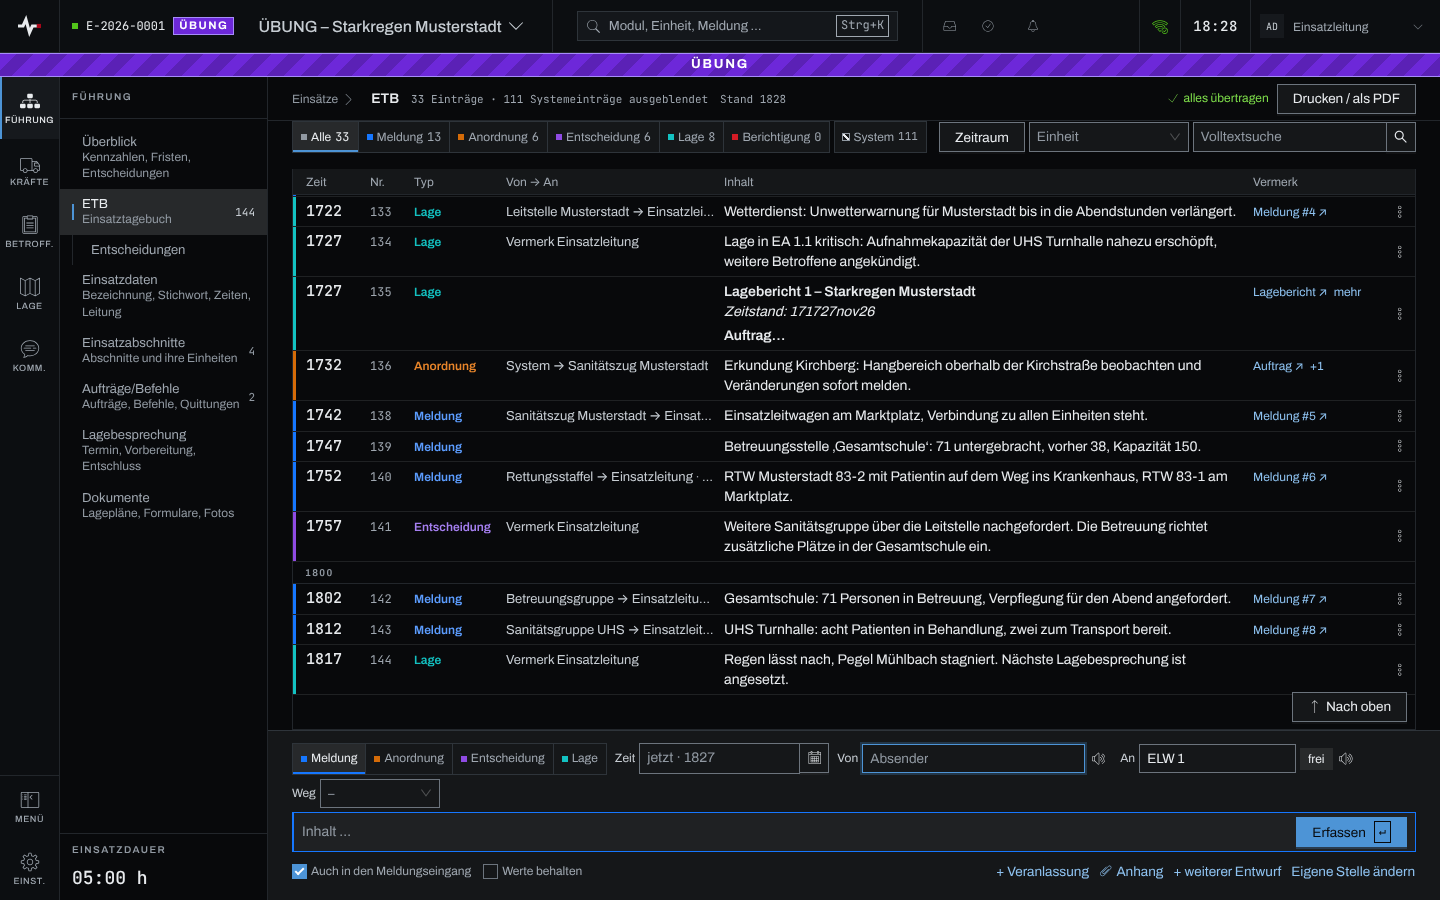 E-2026-0001 ÜBUNG ÜBUNG – Starkregen Musterstadt Modul, Einheit, Meldung ... Strg+K 18:28 AD Einsatzleitung
ÜBUNG
FÜHRUNG
KRÄFTE
BETROFF.
LAGE
KOMM.
MENÜ
EINST.
FÜHRUNG
Überblick
Kennzahlen, Fristen,
Entscheidungen
ETB
Einsatztagebuch 144
Entscheidungen
Einsatzdaten
Bezeichnung, Stichwort, Zeiten,
Leitung
Einsatzabschnitte
Abschnitte und ihre Einheiten 4
Aufträge/Befehle
Aufträge, Befehle, Quittungen 2
Lagebesprechung
Termin, Vorbereitung,
Entschluss
Dokumente
Lagepläne, Formulare, Fotos
EINSATZDAUER
05:00 h
Einsätze ETB 33 Einträge · 111 Systemeinträge ausgeblendet Stand 1828 alles übertragen Drucken / als PDF
Alle 33 Meldung 13 Anordnung 6 Entscheidung 6 Lage 8 Berichtigung 0 System 111 Zeitraum Einheit Volltextsuche
Zeit Nr. Typ Von → An Inhalt Vermerk
1722 133 Lage Leitstelle Musterstadt → Einsatzlei... Wetterdienst: Unwetterwarnung für Musterstadt bis in die Abendstunden verlängert. Meldung #4 ↗
1727 134 Lage Vermerk Einsatzleitung Lage in EA 1.1 kritisch: Aufnahmekapazität der UHS Turnhalle nahezu erschöpft,
weitere Betroffene angekündigt.
1727 135 Lage Lagebericht 1 – Starkregen Musterstadt Lagebericht ↗ mehr
Zeitstand: 171727nov26
Auftrag...
1732 136 Anordnung System → Sanitätszug Musterstadt Erkundung Kirchberg: Hangbereich oberhalb der Kirchstraße beobachten und Auftrag ↗ +1
Veränderungen sofort melden.
1742 138 Meldung Sanitätszug Musterstadt → Einsat... Einsatzleitwagen am Marktplatz, Verbindung zu allen Einheiten steht. Meldung #5 ↗
1747 139 Meldung Betreuungsstelle ‚Gesamtschule‘: 71 untergebracht, vorher 38, Kapazität 150.
1752 140 Meldung Rettungsstaffel → Einsatzleitung · ... RTW Musterstadt 83-2 mit Patientin auf dem Weg ins Krankenhaus, RTW 83-1 am Meldung #6 ↗
Marktplatz.
1757 141 Entscheidung Vermerk Einsatzleitung Weitere Sanitätsgruppe über die Leitstelle nachgefordert. Die Betreuung richtet
zusätzliche Plätze in der Gesamtschule ein.
1800
1802 142 Meldung Betreuungsgruppe → Einsatzleitu... Gesamtschule: 71 Personen in Betreuung, Verpflegung für den Abend angefordert. Meldung #7 ↗
1812 143 Meldung Sanitätsgruppe UHS → Einsatzleit... UHS Turnhalle: acht Patienten in Behandlung, zwei zum Transport bereit. Meldung #8 ↗
1817 144 Lage Vermerk Einsatzleitung Regen lässt nach, Pegel Mühlbach stagniert. Nächste Lagebesprechung ist
angesetzt.
↑ Nach oben
Meldung Anordnung Entscheidung Lage Zeit jetzt · 1827 Von Absender An ELW 1 frei
Weg –
Inhalt ... Erfassen ↵
Auch in den Meldungseingang Werte behalten + Veranlassung Anhang + weiterer Entwurf Eigene Stelle ändern